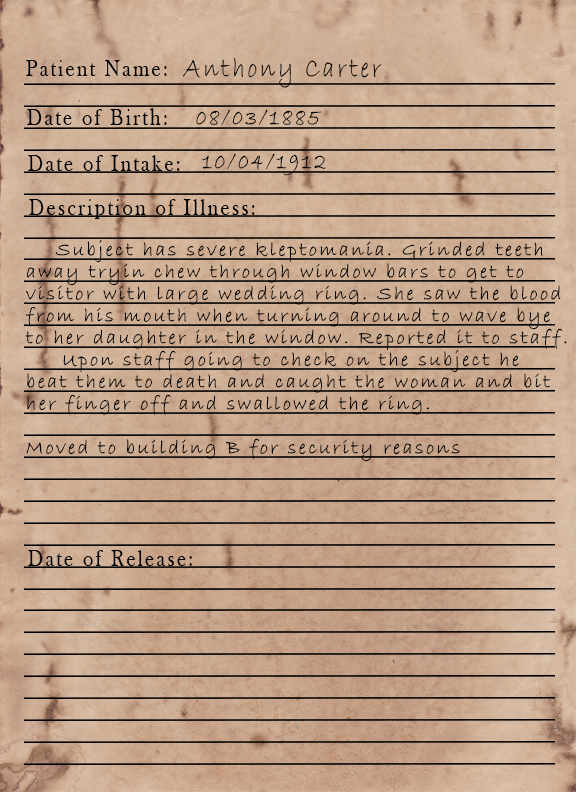 Patient Name: Anthony Carter
Date of Birth: 08/03/1885
Date of Intake: 10/04/1912
Description of Illness:
Subject has severe kleptomania. Grinded teeth
away tryin chew through window bars to get to
visitor with large wedding ring. She saw the blood
from his mouth when turning around to wave bye
to her daughter in the window. Reported it to staff.
Upon staff going to check on the subject he
beat them to death and caught the woman and bit
her finger off and swallowed the ring.
Moved to building B for security reasons
Date of Release: